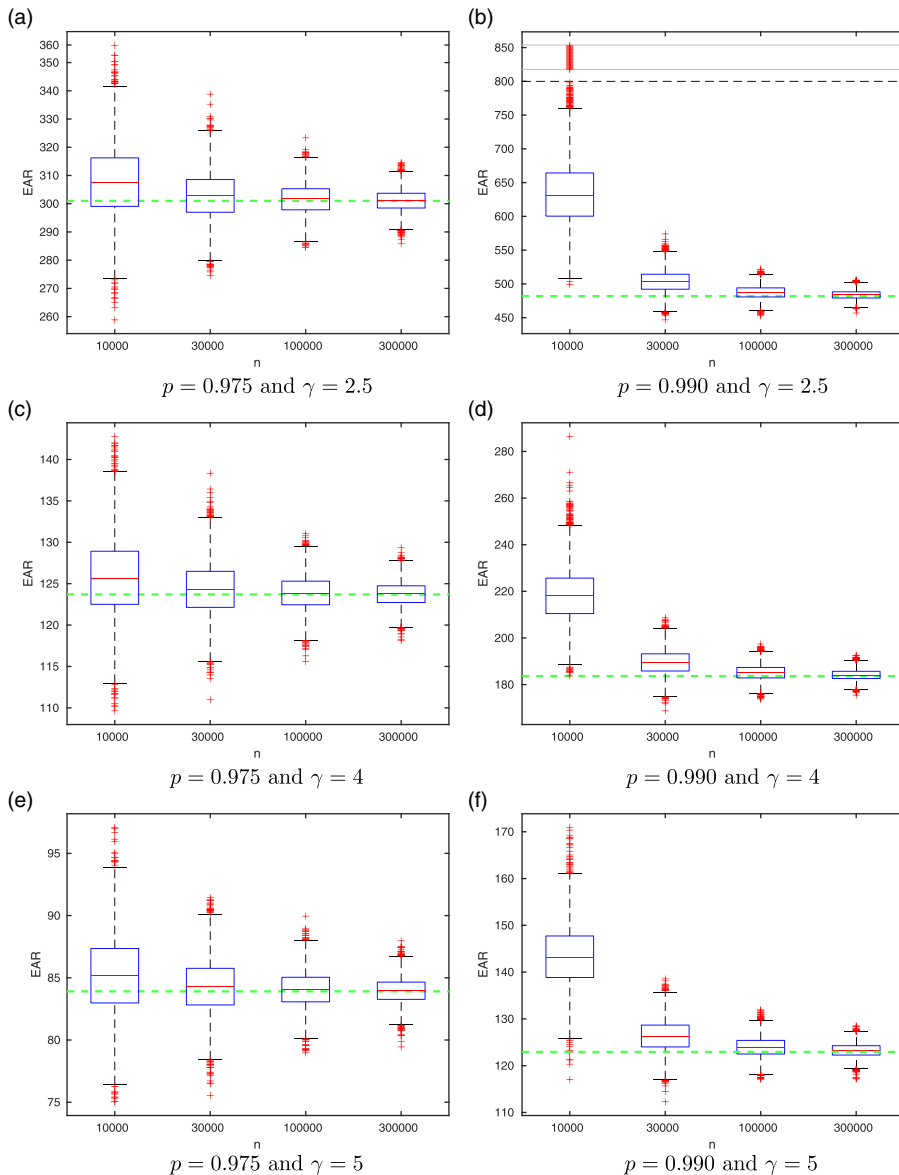 (a)
EAR
360
350
340
330
320
310
300
290
280
270
260
10000 30000 100000 300000
n
p = 0.975 and γ = 2.5
(b)
EAR
850
800
750
700
650
600
550
500
450
10000 30000 100000 300000
n
p = 0.990 and γ = 2.5
(c)
EAR
140
135
130
125
120
115
110
10000 30000 100000 300000
n
p = 0.975 and γ = 4
(d)
EAR
280
260
240
220
200
180
10000 30000 100000 300000
n
p = 0.990 and γ = 4
(e)
EAR
95
90
85
80
75
10000 30000 100000 300000
n
p = 0.975 and γ = 5
(f)
EAR
170
160
150
140
130
120
110
10000 30000 100000 300000
n
p = 0.990 and γ = 5